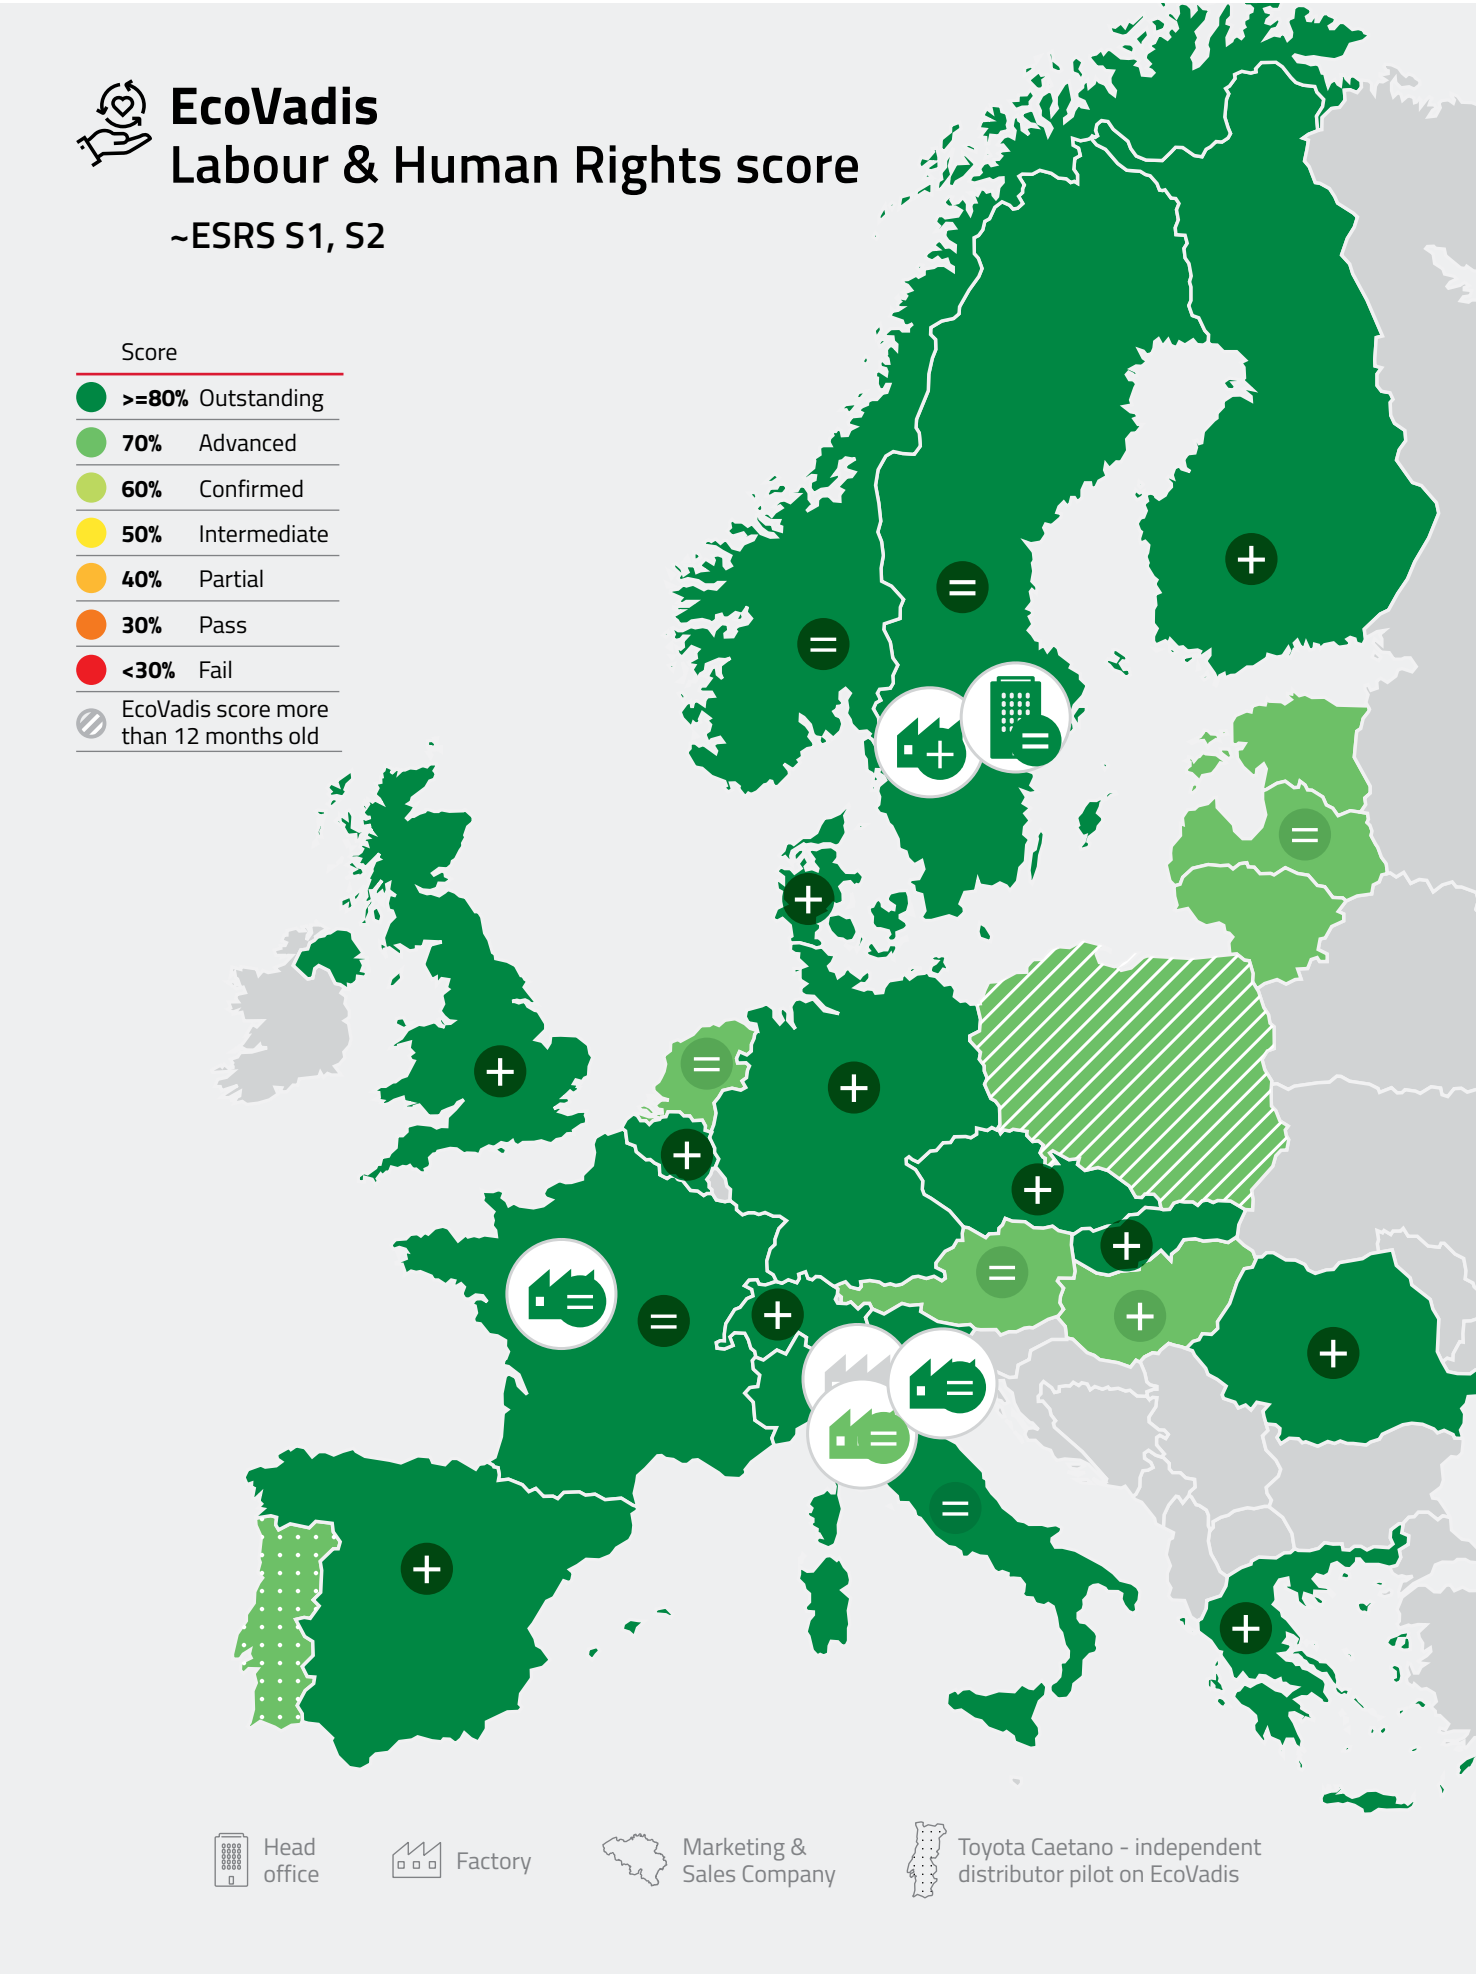 EcoVadis
Labour & Human Rights score
~ESRS S1, S2
Score
>=80% Outstanding
70% Advanced
60% Confirmed
50% Intermediate
40% Partial
30% Pass
<30% Fail
EcoVadis score more
than 12 months old
+
=
=
+
=
=
+
=
+
+
=
+
+
+
=
+
=
=
+
+
=
=
=
+
+
Head
office
Factory
Marketing &
Sales Company
Toyota Caetano - independent
distributor pilot on EcoVadis